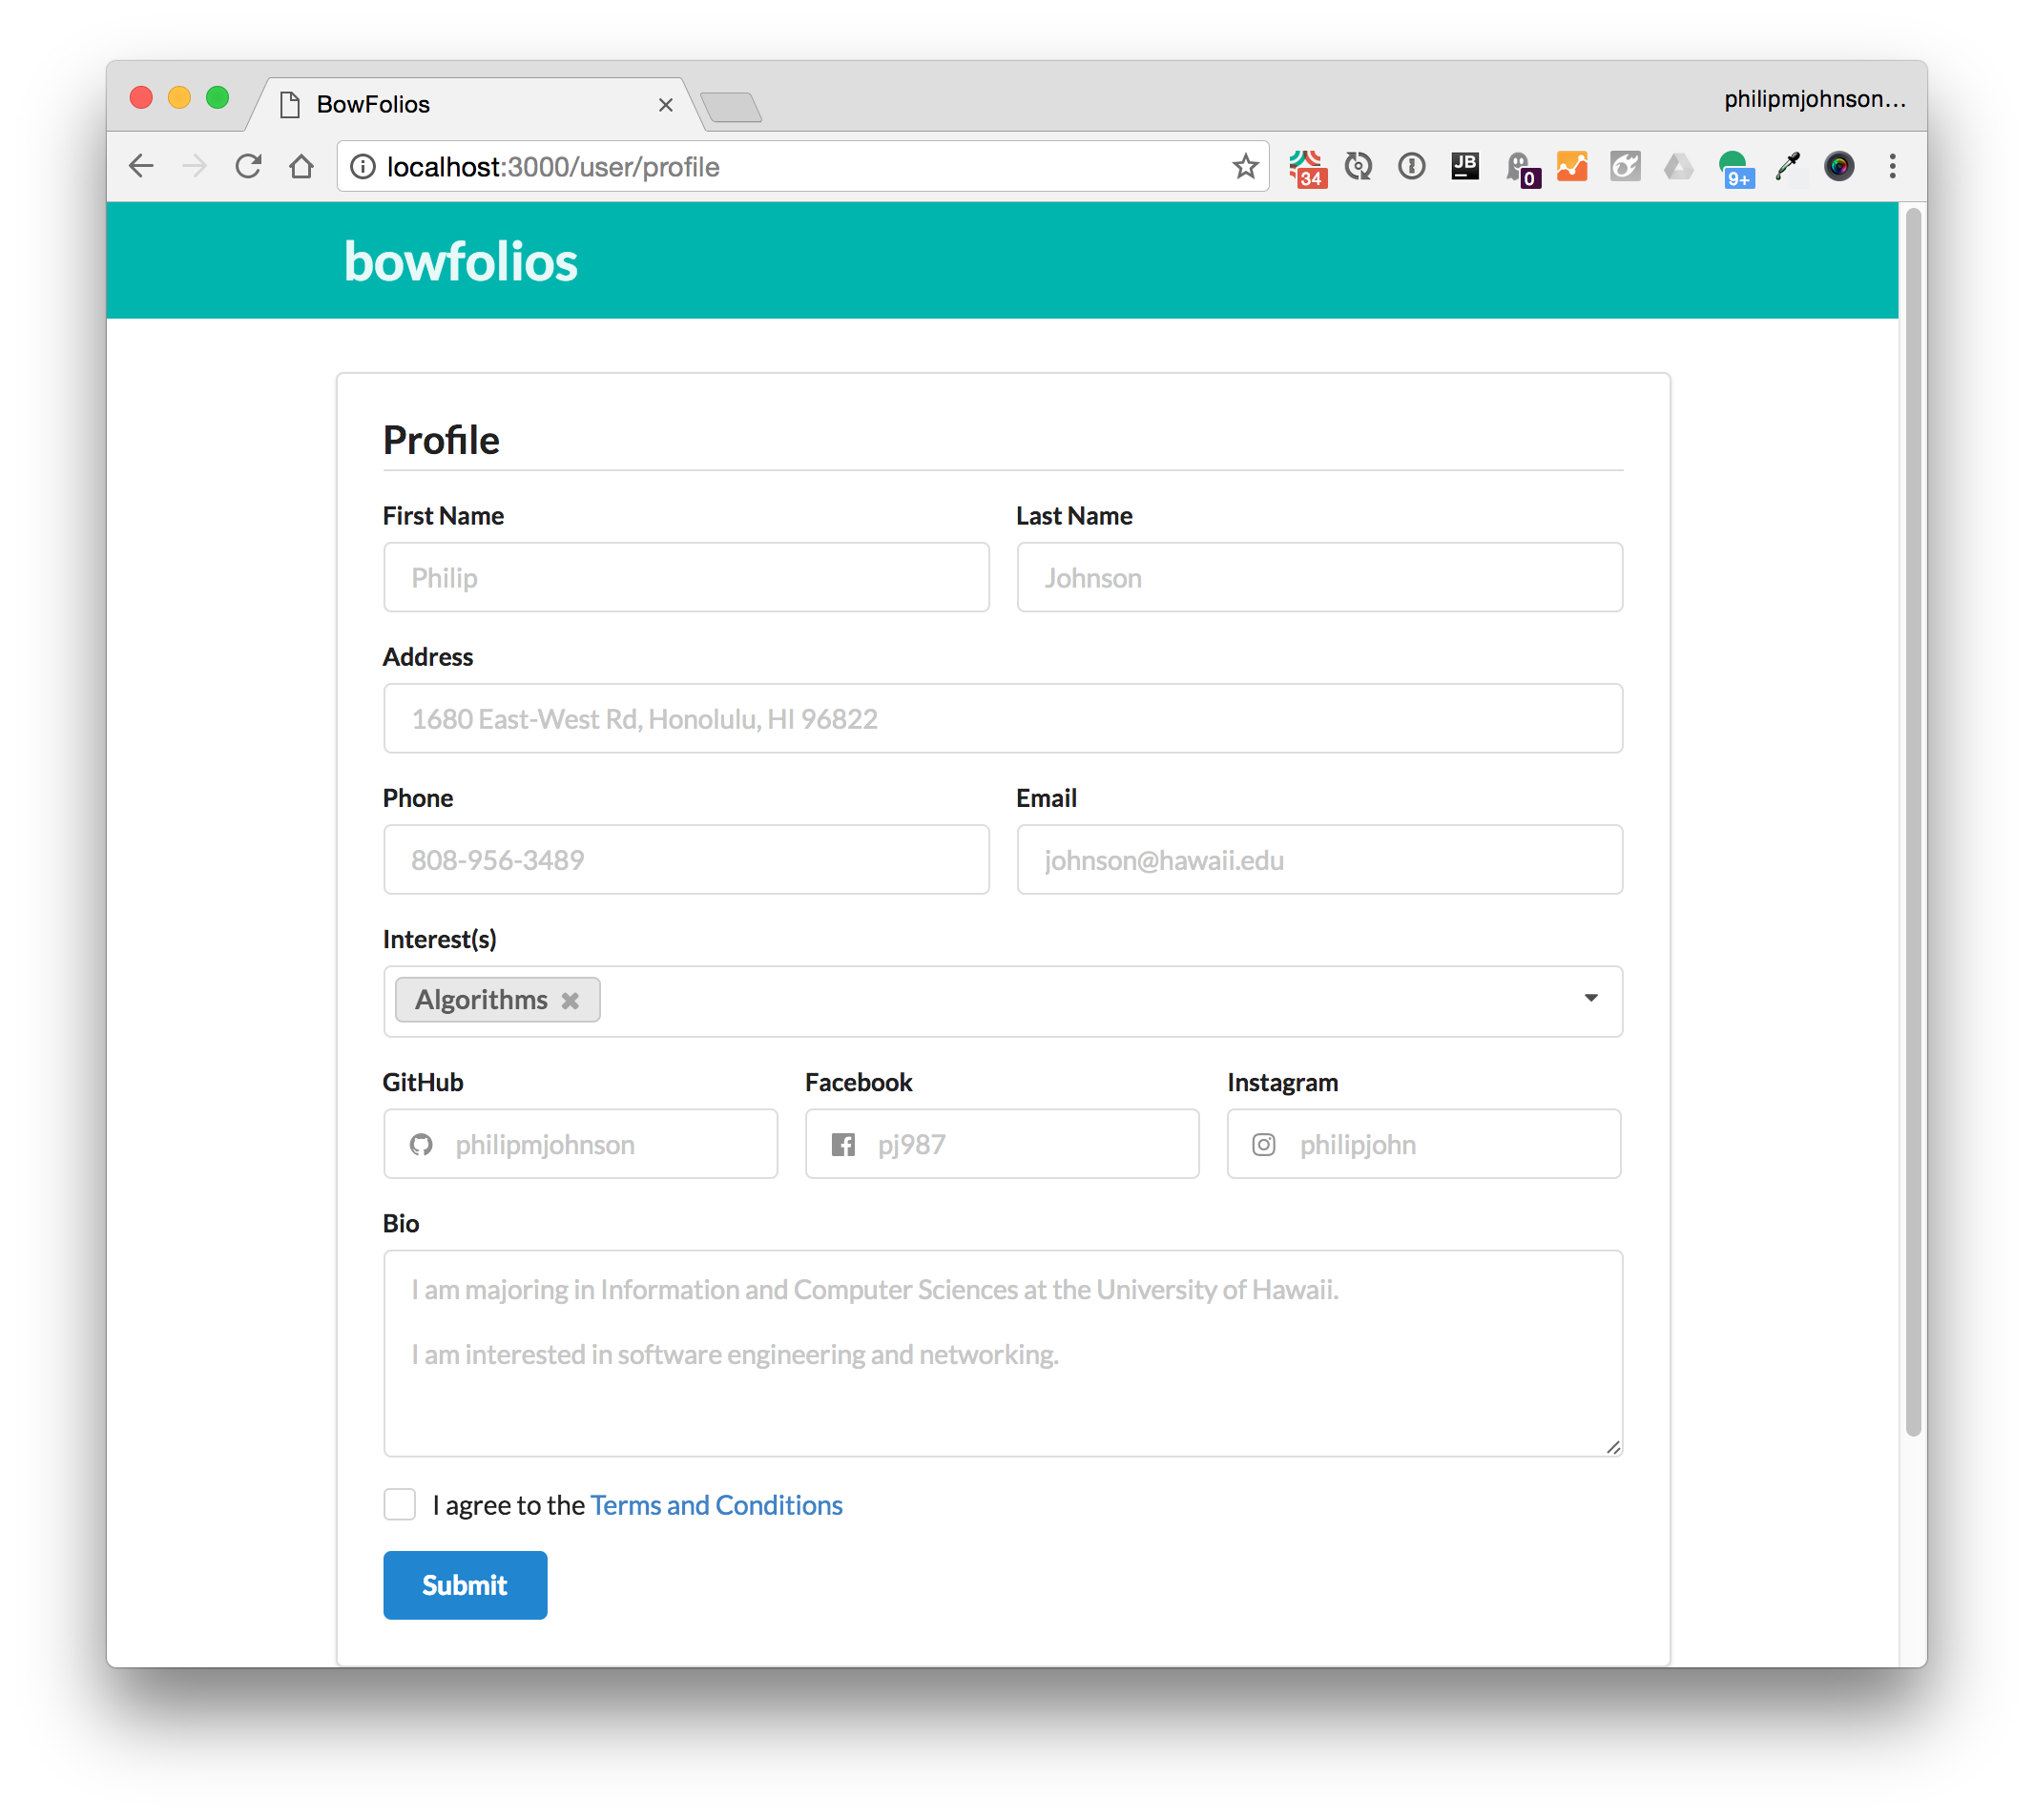 BowFolios
philipmjohnson...
localhost:3000/user/profile
34
JB
0
9+
bowfolios
Profile
First Name
Last Name
Philip
Johnson
Address
1680 East-West Rd, Honolulu, HI 96822
Phone
Email
808-956-3489
johnson@hawaii.edu
Interest(s)
Algorithms
GitHub
Facebook
Instagram
philipmjohnson
pj987
philipjohn
Bio
I am majoring in Information and Computer Sciences at the University of Hawaii.
I am interested in software engineering and networking.
I agree to the Terms and Conditions
Submit